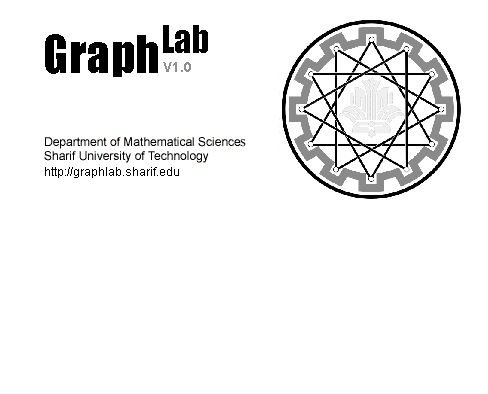 Graph Lab
V1.0
Department of Mathematical Sciences
Sharif University of Technology
http://graphlab.sharif.edu